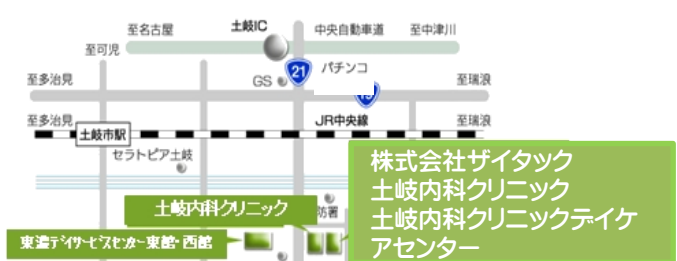 至名古屋
土岐IC
中央自動車道
至中津川
至可児
至多治見
GS
21
パチンコ
至瑞浪
至多治見
JR中央線
至瑞浪
土岐市駅
セラトピア土岐
土岐内科クリニック
防署
東濃デイサービスセンター東館・西館
株式会社ザイタック
土岐内科クリニック
土岐内科クリニックデイケ
アセンター